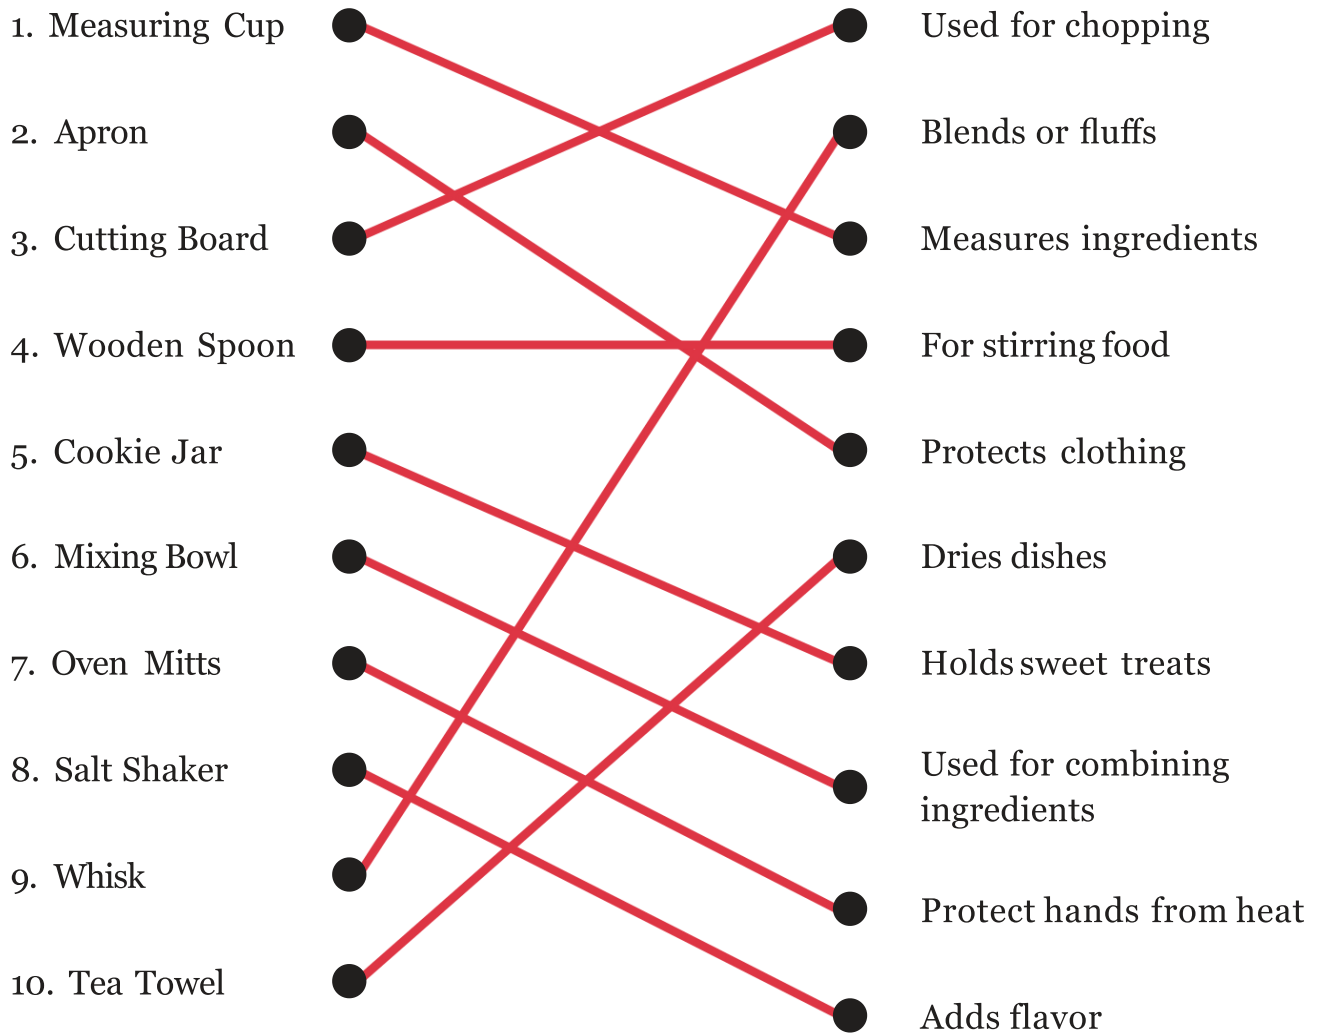 1. Measuring Cup
Used for chopping
2. Apron
Blends or fluffs
3. Cutting Board
Measures ingredients
4. Wooden Spoon
For stirring food
5. Cookie Jar
Protects clothing
6. Mixing Bowl
Dries dishes
7. Oven Mitts
Holds sweet treats
8. Salt Shaker
Used for combining
ingredients
9. Whisk
Protect hands from heat
10. Tea Towel
Adds flavor